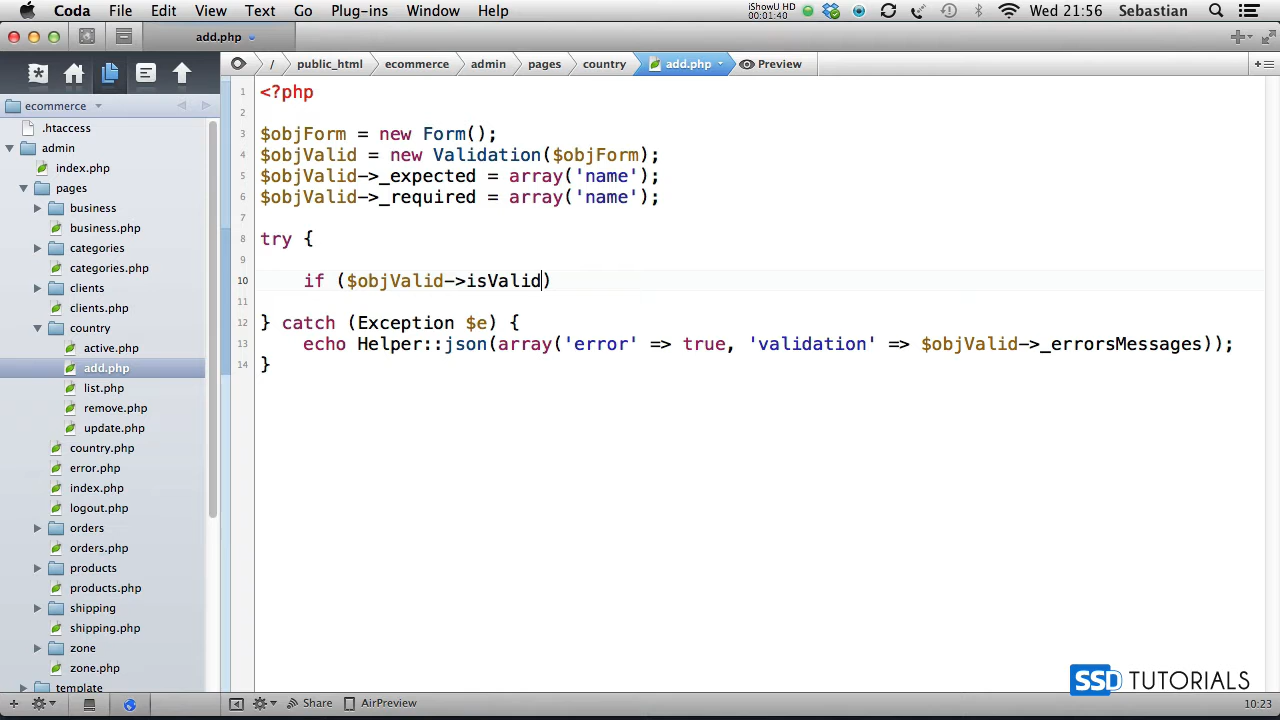 Coda File Edit View Text Go Plug-ins Window Help iShowU HD 00:01:40 Wed 21:56 Sebastian
add.php
/ public_html ecommerce admin pages country add.php Preview
ecommerce
.htaccess
admin
index.php
pages
business
business.php
categories
categories.php
clients
clients.php
country
active.php
add.php
list.php
remove.php
update.php
country.php
error.php
index.php
logout.php
orders
orders.php
products
products.php
shipping
shipping.php
zone
zone.php
template
1 <?php
2
3 $objForm = new Form();
4 $objValid = new Validation($objForm);
5 $objValid->_expected = array('name');
6 $objValid->_required = array('name');
7
8 try {
9
10 if ($objValid->isValid)
11
12 } catch (Exception $e) {
13 echo Helper::json(array('error' => true, 'validation' => $objValid->_errorsMessages));
14 }
SSD TUTORIALS
Share AirPreview 10:23